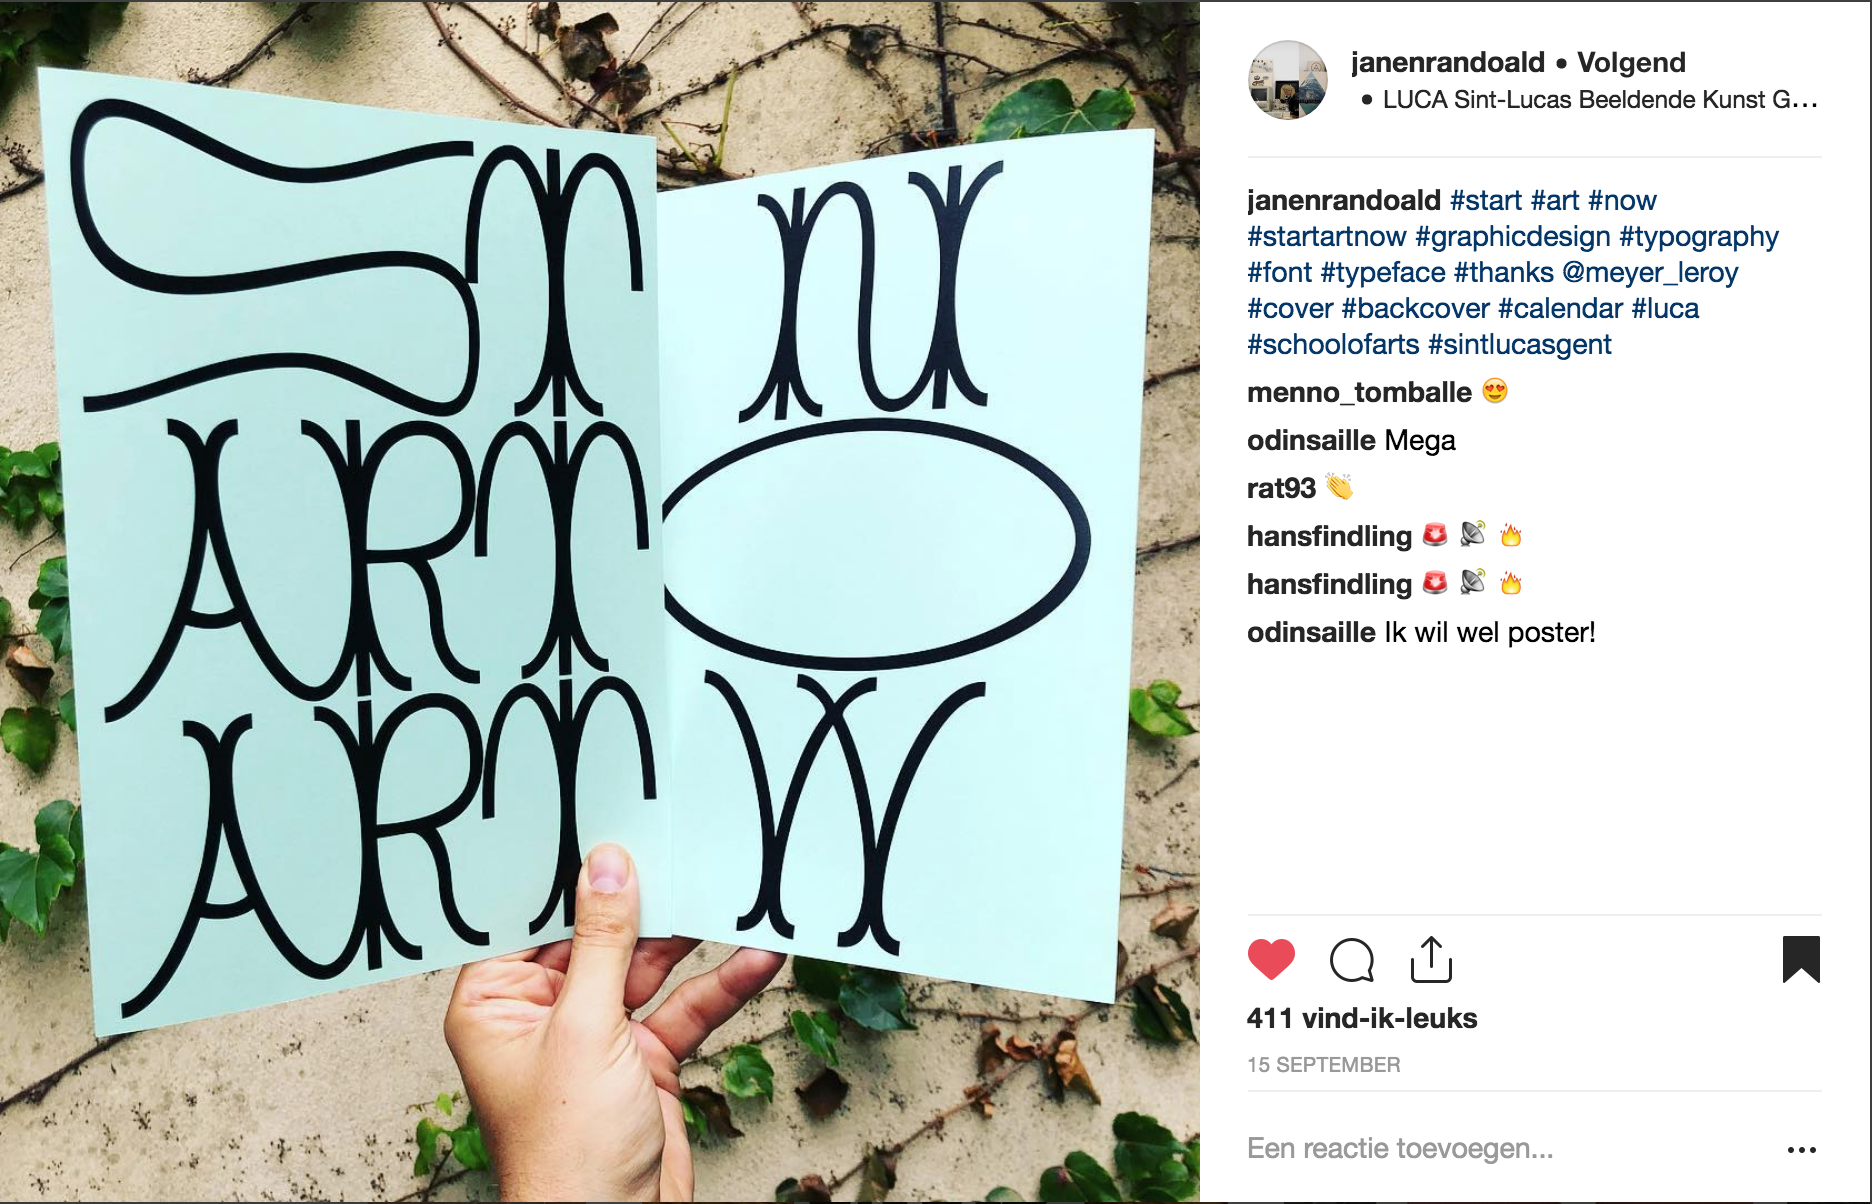 ST
ART
ART
N
O
W
janenrandoald • Volgend
• LUCA Sint-Lucas Beeldende Kunst G...
janenrandoald #start #art #now
#startartnow #graphicdesign #typography
#font #typeface #thanks @meyer_leroy
#cover #backcover #calendar #luca
#schoolofarts #sintlucasgent
menno_tomballe 😍
odinsaille Mega
rat93 👏
hansfindling 🚨 📡 🔥
hansfindling 🚨 📡 🔥
odinsaille Ik wil wel poster!
411 vind-ik-leuks
15 SEPTEMBER
Een reactie toevoegen...